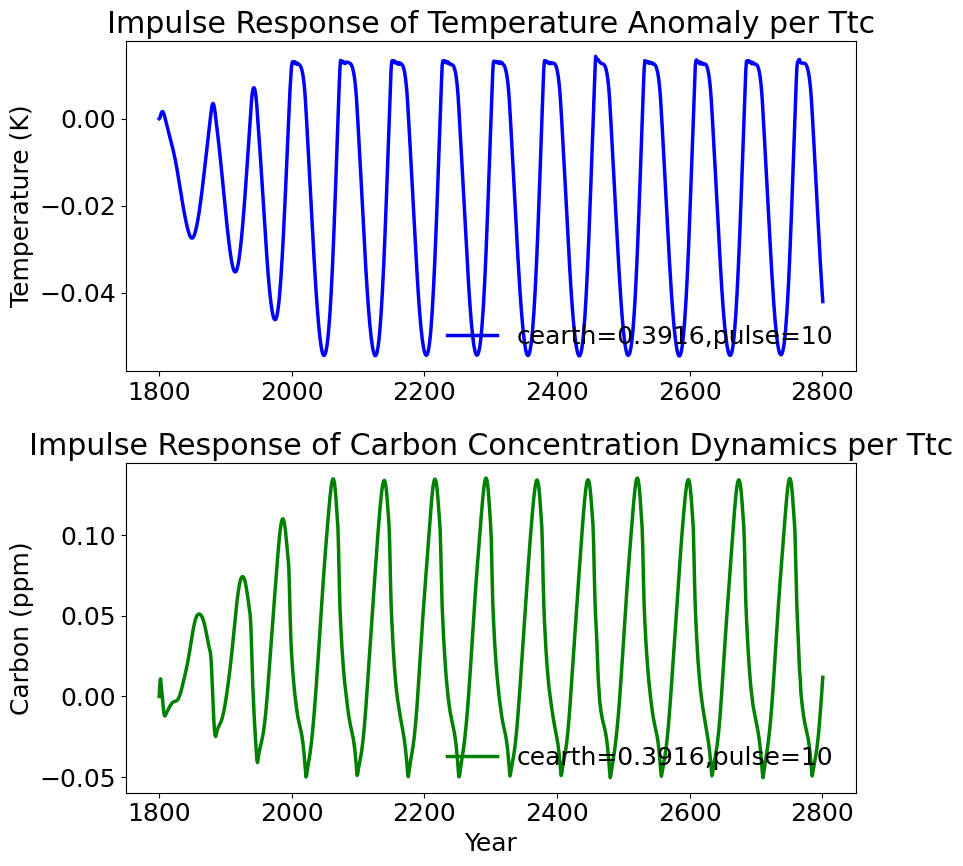 Impulse Response of Temperature Anomaly per Ttc
Temperature (K)
0.00
−0.02
−0.04
cearth=0.3916,pulse=10
1800 2000 2200 2400 2600 2800
Impulse Response of Carbon Concentration Dynamics per Ttc
Carbon (ppm)
0.10
0.05
0.00
−0.05
cearth=0.3916,pulse=10
1800 2000 2200 2400 2600 2800
Year